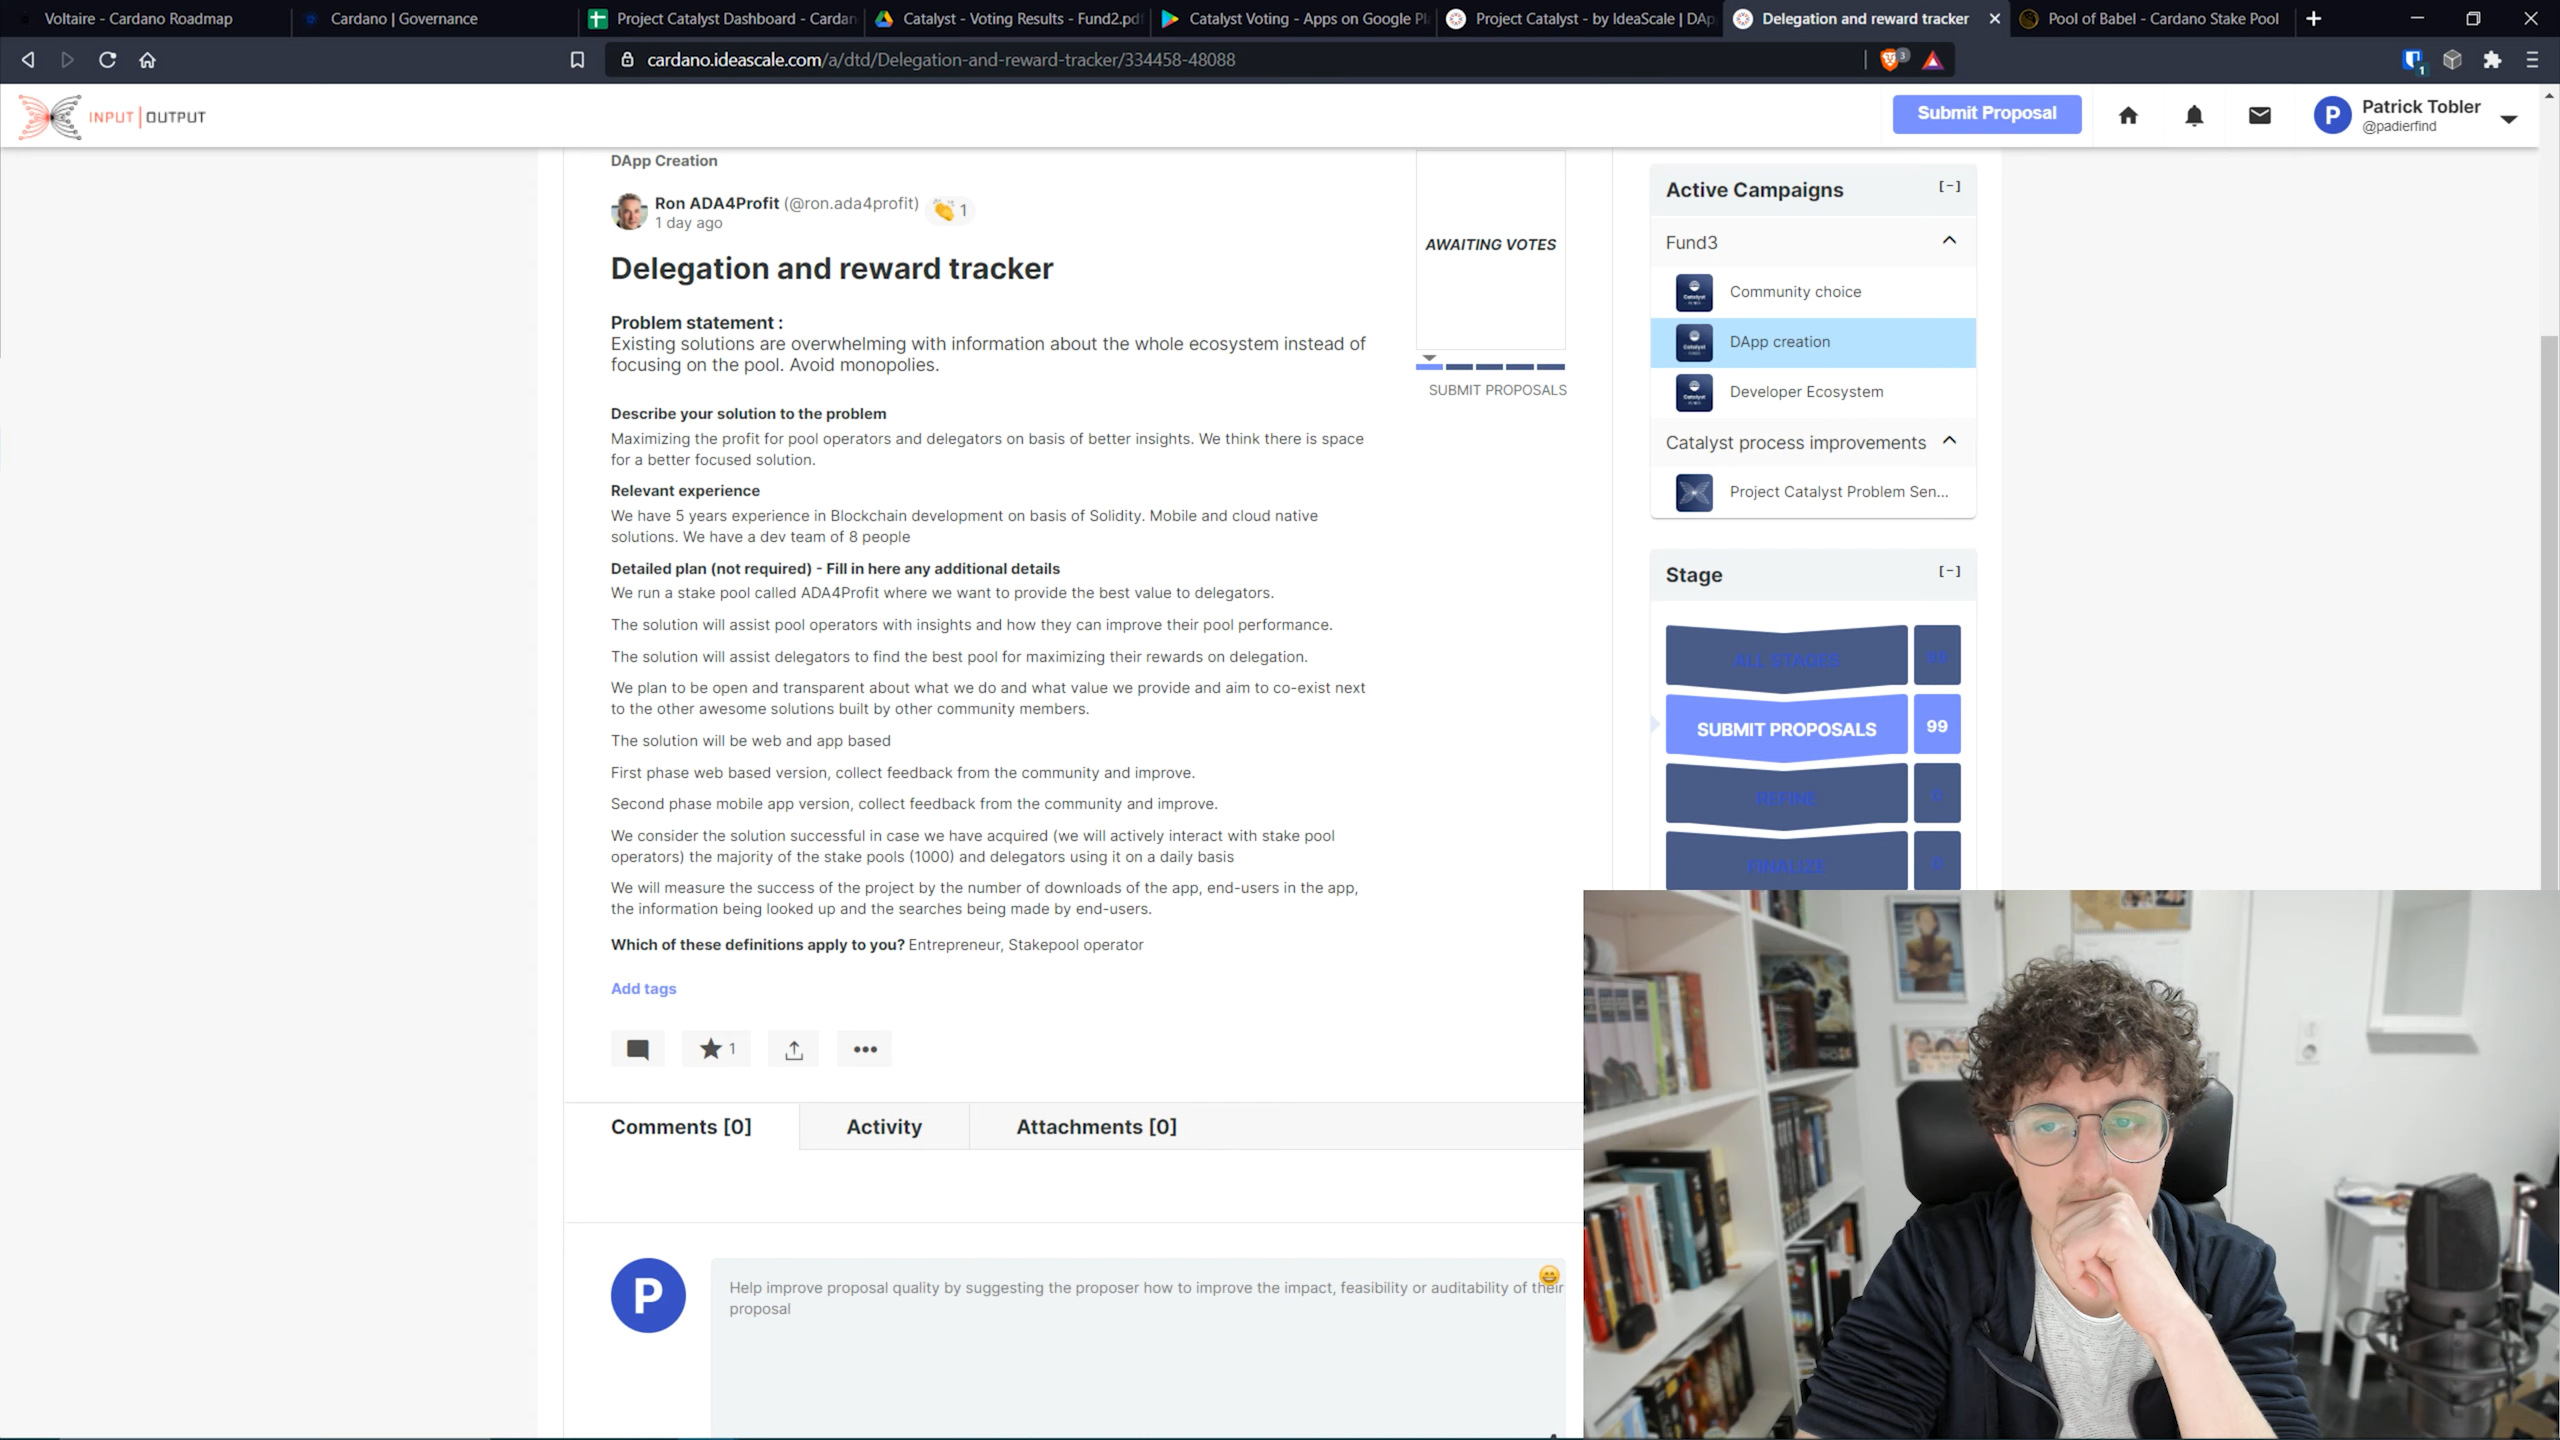 Voltaire - Cardano Roadmap
Cardano | Governance
Project Catalyst Dashboard - Cardan
Catalyst - Voting Results - Fund2.pdf
Catalyst Voting - Apps on Google Pl
Project Catalyst - by IdeaScale | DAp
Delegation and reward tracker
Pool of Babel - Cardano Stake Pool
cardano.ideascale.com/a/dtd/Delegation-and-reward-tracker/334458-48088
3
1
INPUT | OUTPUT
Submit Proposal
P
Patrick Tobler
@padierfind
DApp Creation
Ron ADA4Profit (@ron.ada4profit)
1
1 day ago
Delegation and reward tracker
Problem statement :
Existing solutions are overwhelming with information about the whole ecosystem instead of
focusing on the pool. Avoid monopolies.
Describe your solution to the problem
Maximizing the profit for pool operators and delegators on basis of better insights. We think there is space
for a better focused solution.
Relevant experience
We have 5 years experience in Blockchain development on basis of Solidity. Mobile and cloud native
solutions. We have a dev team of 8 people
Detailed plan (not required) - Fill in here any additional details
We run a stake pool called ADA4Profit where we want to provide the best value to delegators.
The solution will assist pool operators with insights and how they can improve their pool performance.
The solution will assist delegators to find the best pool for maximizing their rewards on delegation.
We plan to be open and transparent about what we do and what value we provide and aim to co-exist next
to the other awesome solutions built by other community members.
The solution will be web and app based
First phase web based version, collect feedback from the community and improve.
Second phase mobile app version, collect feedback from the community and improve.
We consider the solution successful in case we have acquired (we will actively interact with stake pool
operators) the majority of the stake pools (1000) and delegators using it on a daily basis
We will measure the success of the project by the number of downloads of the app, end-users in the app,
the information being looked up and the searches being made by end-users.
Which of these definitions apply to you? Entrepreneur, Stakepool operator
Add tags
1
Comments [0]
Activity
Attachments [0]
P
Help improve proposal quality by suggesting the proposer how to improve the impact, feasibility or auditability of their
proposal
AWAITING VOTES
SUBMIT PROPOSALS
Active Campaigns
[-]
Fund3
Community choice
DApp creation
Developer Ecosystem
Catalyst process improvements
Project Catalyst Problem Sen...
Stage
[-]
ALL STAGES
99
SUBMIT PROPOSALS
99
REFINE
0
FINALIZE
0